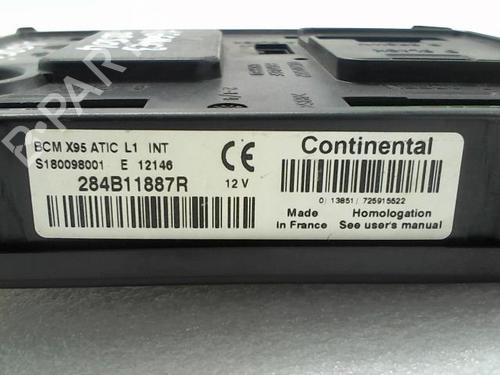 BCM X95 ATIC L1 INT
S180098001 E 12146
284B11887R
CE
12 V
Continental
0) 13851/ 725915522
Made
in France
Homologation
See user's manual